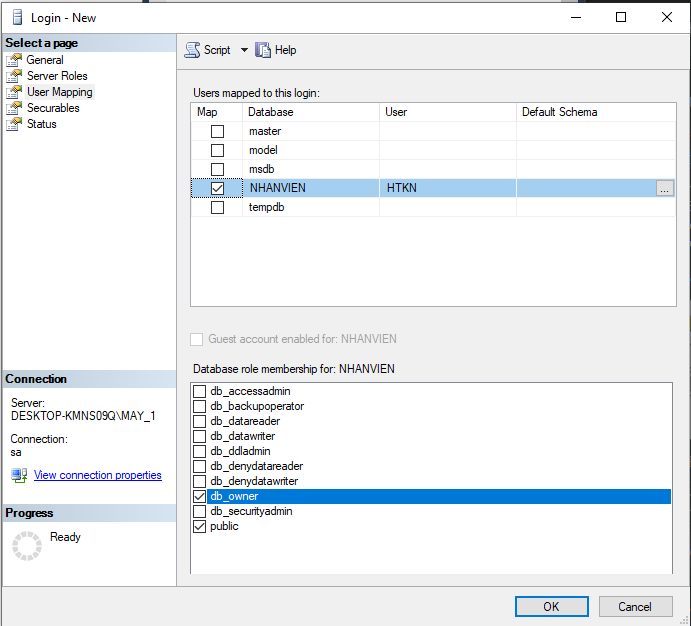 Login - New
Select a page
General
Server Roles
User Mapping
Securables
Status
Script
Help
Users mapped to this login:
Map Database User Default Schema
master
model
msdb
NHANVIEN HTKN ...
tempdb
Guest account enabled for: NHANVIEN
Database role membership for: NHANVIEN
db_accessadmin
db_backupoperator
db_datareader
db_datawriter
db_ddladmin
db_denydatareader
db_denydatawriter
db_owner
db_securityadmin
public
Connection
Server:
DESKTOP-KMNS09Q\MAY_1
Connection:
sa
View connection properties
Progress
Ready
OK
Cancel